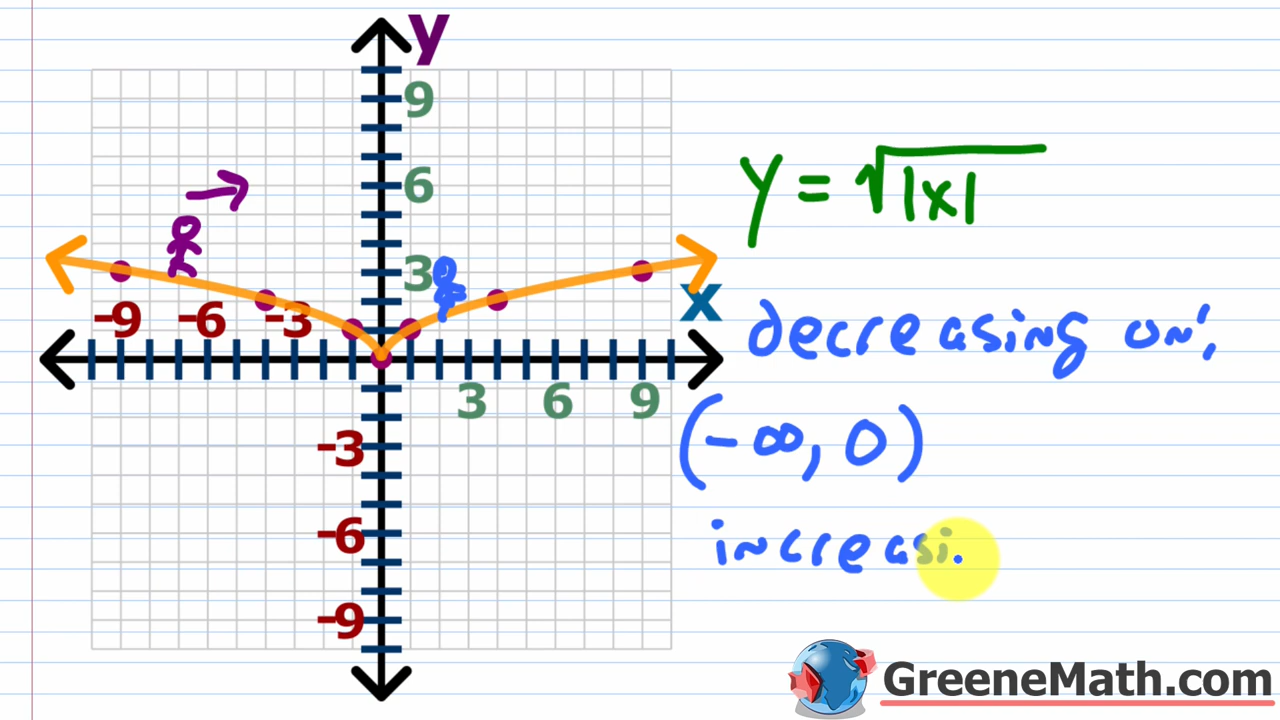 y
9
6
3
-9 -6 -3
x
3 6 9
-3
-6
-9
y = √|x|
decreasing on:
(-∞, 0)
increasi
GreeneMath.com